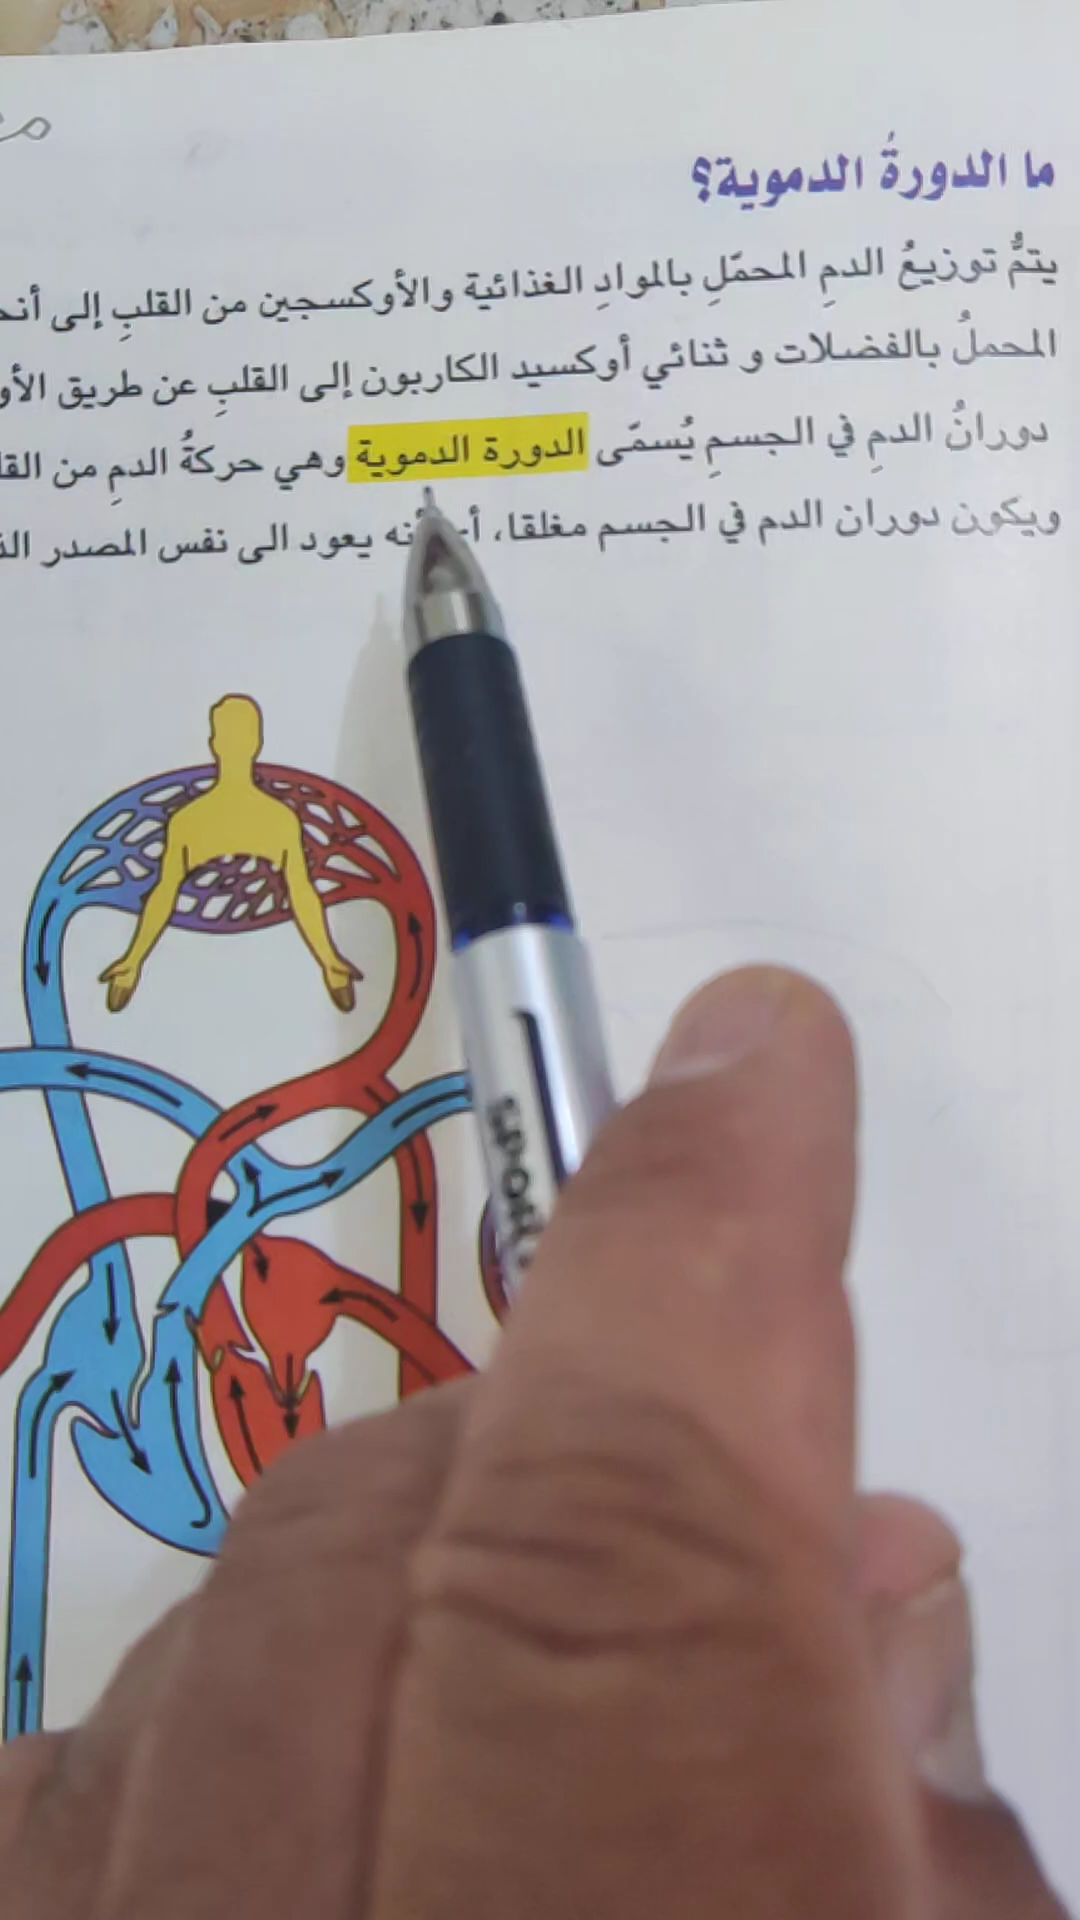 ما الدورةُ الدموية؟
يتمُّ توزيعُ الدمِ المحمّلِ بالموادِ الغذائية والأوكسجين من القلبِ إلى
المحملُ بالفضلات و ثنائي أوكسيد الكاربون إلى القلبِ عن طريق
دورانُ الدمِ في الجسمِ يُسمّى الدورة الدموية وهي حركةُ الدمِ من
ويكون دوران الدم في الجسم مغلقا، يعود الى نفس المصدر